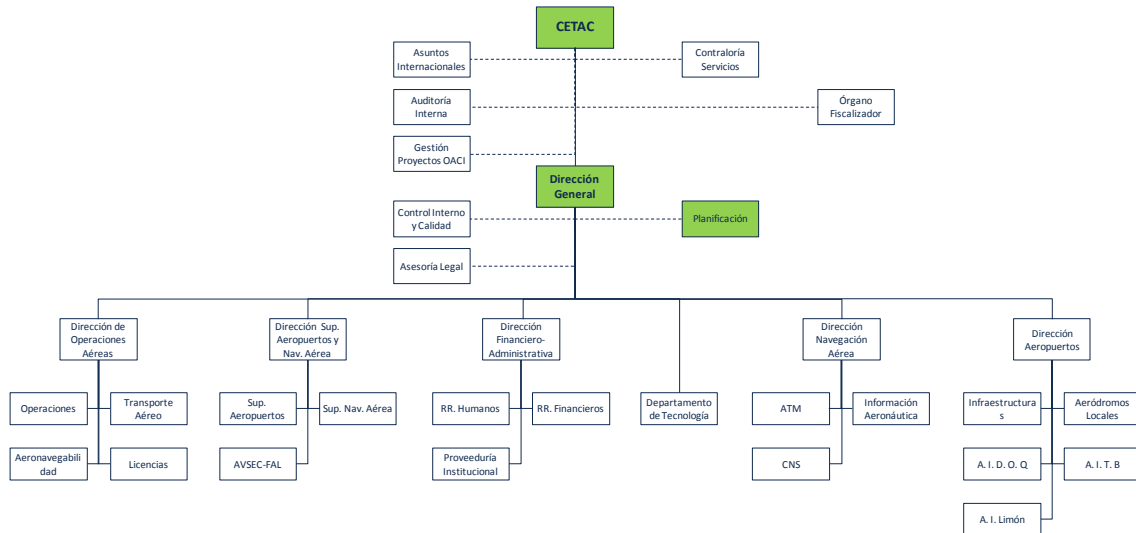 CETAC
Asuntos
Internacionales
Contraloría
Servicios
Auditoría
Interna
Órgano
Fiscalizador
Gestión
Proyectos OACI
Dirección
General
Control Interno
y Calidad
Planificación
Asesoría Legal
Dirección de
Operaciones
Aéreas
Dirección Sup.
Aeropuertos y
Nav. Aérea
Dirección
Financiero-
Administrativa
Dirección
Navegación
Aérea
Dirección
Aeropuertos
Operaciones
Transporte
Aéreo
Sup.
Aeropuertos
Sup. Nav. Aérea
RR. Humanos
RR. Financieros
Departamento
de Tecnología
ATM
Información
Aeronáutica
Infraestructura
s
Aeródromos
Locales
Aeronavegabili
dad
Licencias
AVSEC-FAL
Proveeduría
Institucional
CNS
A. I. D. O. Q
A. I. T. B
A. I. Limón